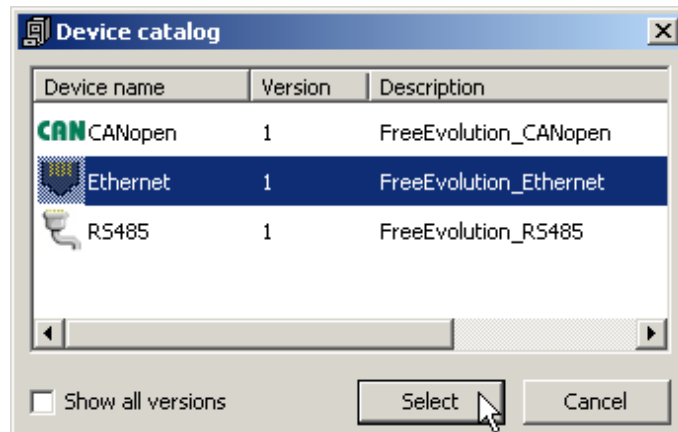 Device catalog
Device name Version Description
CAN CANopen 1 FreeEvolution_CANopen
Ethernet 1 FreeEvolution_Ethernet
RS485 1 FreeEvolution_RS485
Show all versions Select Cancel